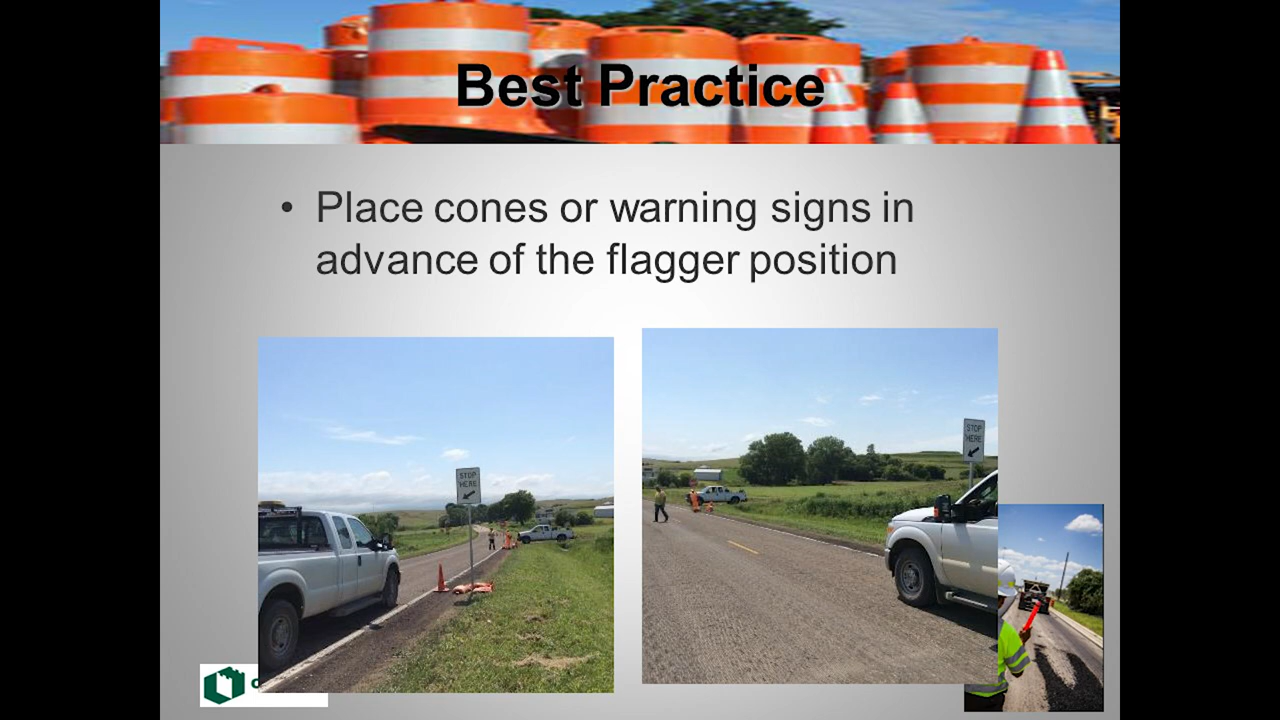 Best Practice
• Place cones or warning signs in
advance of the flagger position
STOP
HERE
STOP
HERE